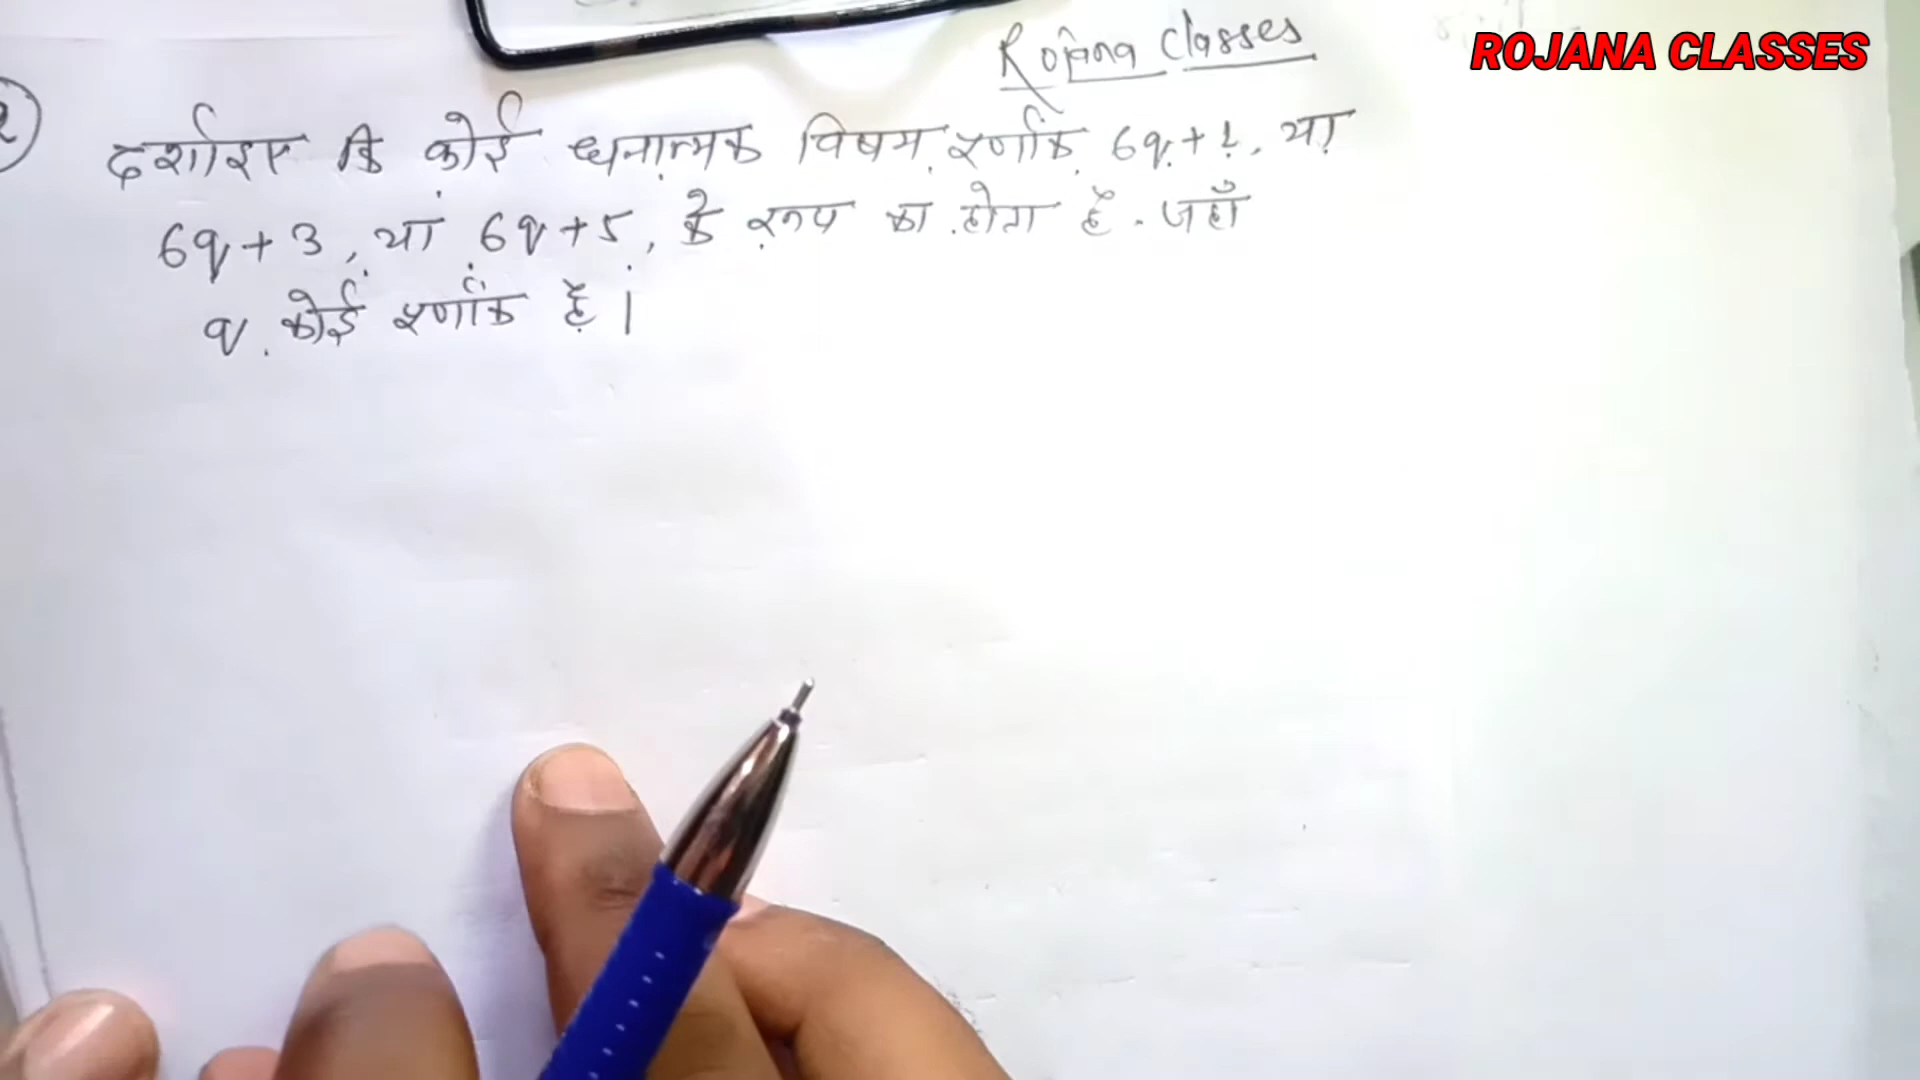 Rojana Classes
ROJANA CLASSES
दर्शाइए कि कोई धनात्मक विषम पूर्णांक 6q+1, या
6q+3, या 6q+5, के रूप का होता है. जहाँ
q कोई पूर्णांक है।